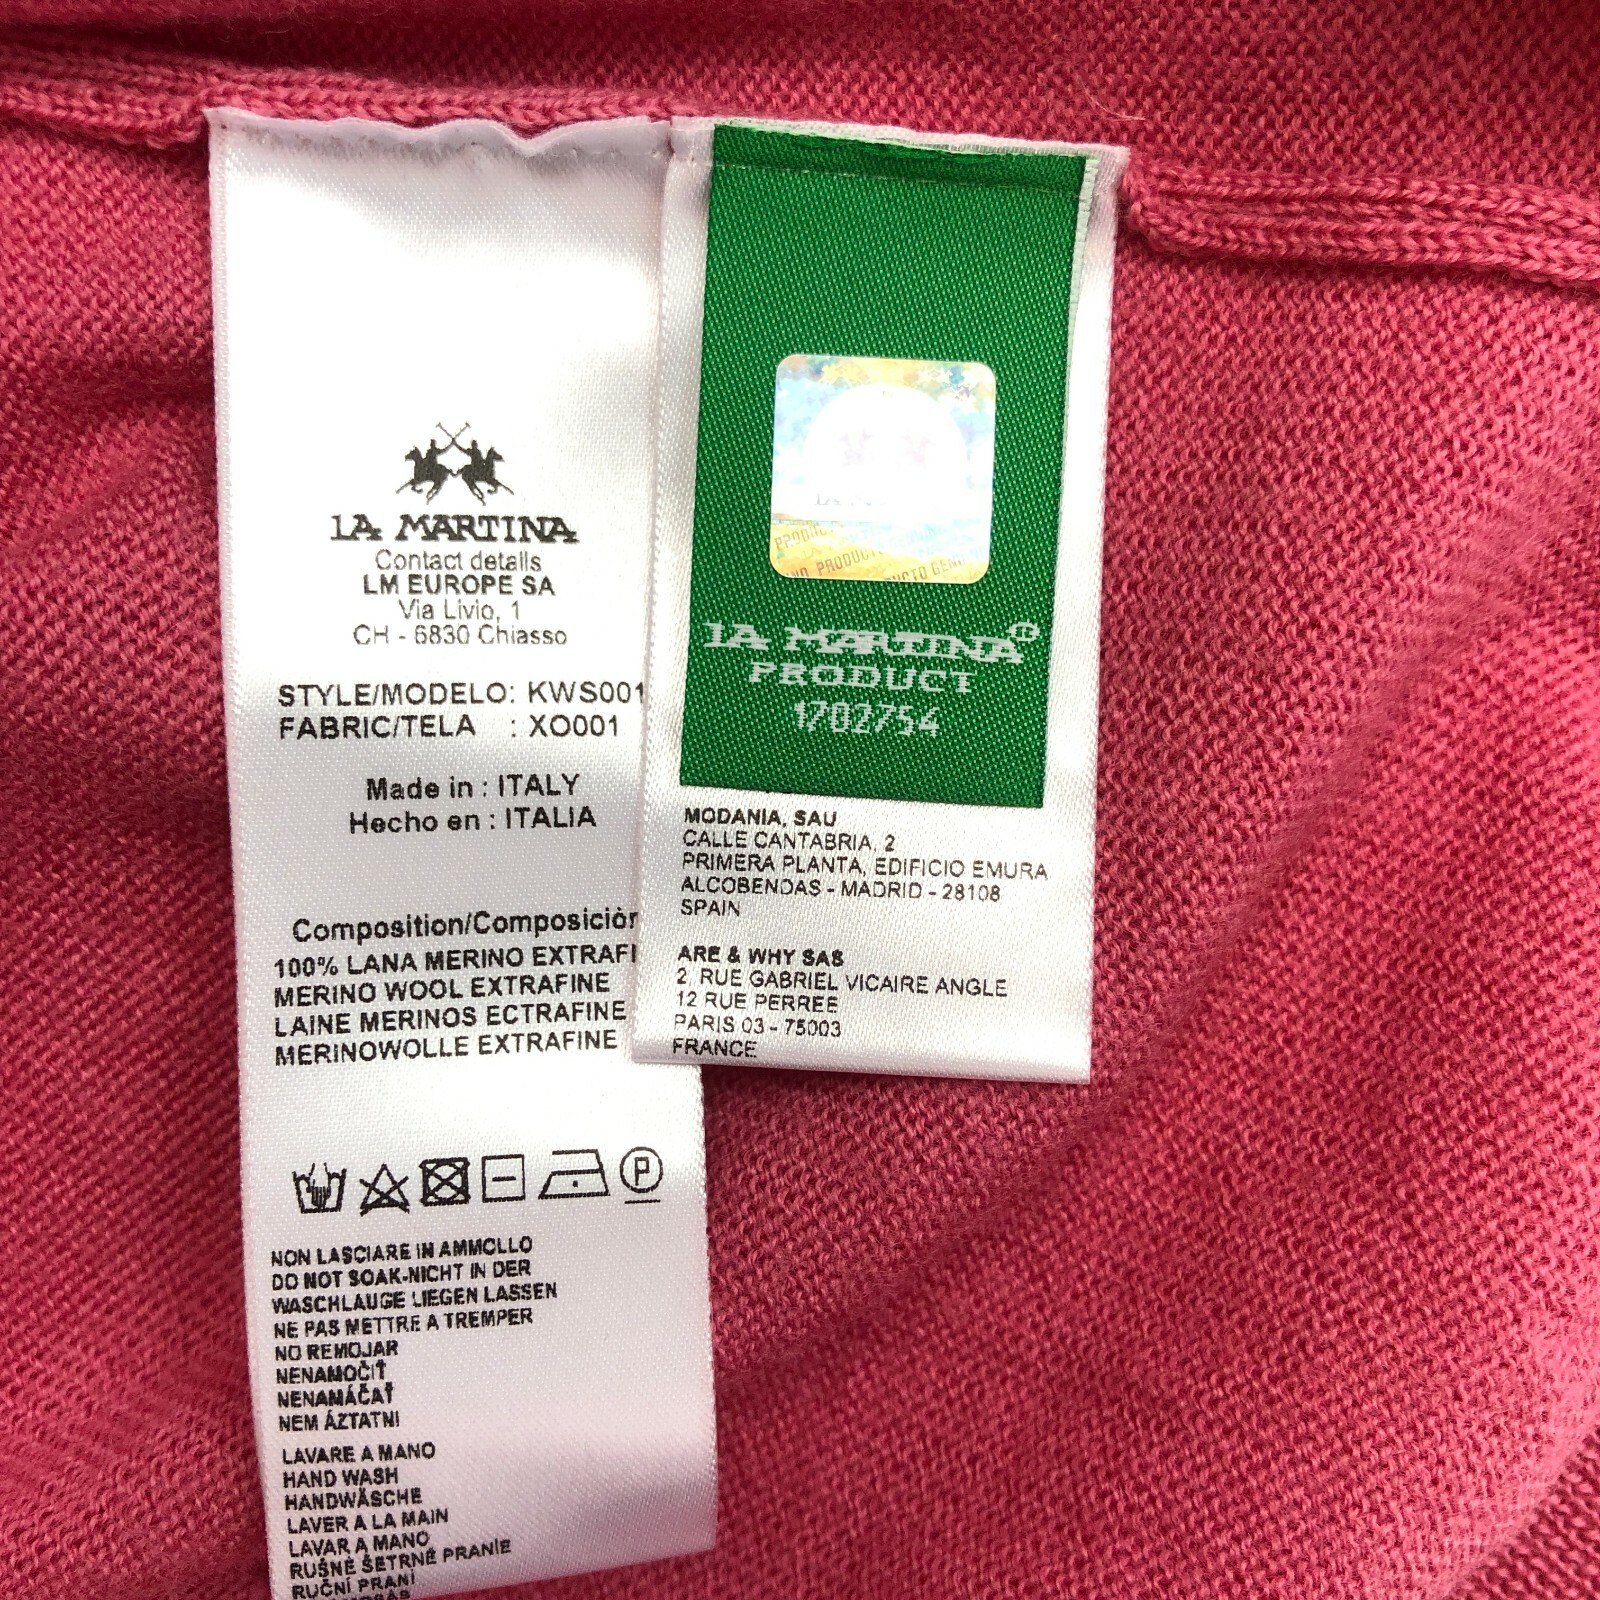 LA MARTINA
Contact details
LM EUROPE SA
Via Livio, 1
CH - 6830 Chiasso
STYLE/MODELO: KWS001
FABRIC/TELA : XO001
Made in : ITALY
Hecho en : ITALIA
Composition/Composiciòn
100% LANA MERINO EXTRAFI
MERINO WOOL EXTRAFINE
LAINE MERINOS ECTRAFINE
MERINOWOLLE EXTRAFINE
P
NON LASCIARE IN AMMOLLO
DO NOT SOAK-NICHT IN DER
WASCHLAUGE LIEGEN LASSEN
NE PAS METTRE A TREMPER
NO REMOJAR
NENAMOČIŤ
NENAMÁČAŤ
NEM ÁZTATNI
LAVARE A MANO
HAND WASH
HANDWÄSCHE
LAVER A LA MAIN
LAVAR A MANO
RUŠNE ŠETRNÉ PRANIE
RUČNÍ PRANÍ
PRODUCT
LA MARTINA®
PRODUCT
1702754
MODANIA, SAU
CALLE CANTABRIA, 2
PRIMERA PLANTA, EDIFICIO EMURA
ALCOBENDAS - MADRID - 28108
SPAIN
ARE & WHY SAS
2, RUE GABRIEL VICAIRE ANGLE
12 RUE PERREE
PARIS 03 - 75003
FRANCE